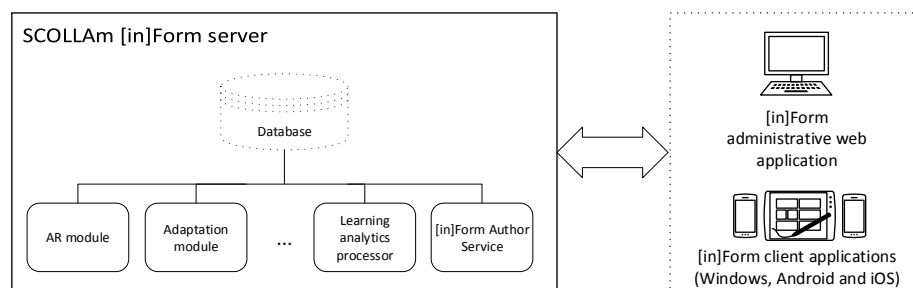 SCOLLAm [in]Form server
Database
AR module
Adaptation
module
...
Learning
analytics
processor
[in]Form Author
Service
[in]Form
administrative web
application
[in]Form client applications
(Windows, Android and iOS)